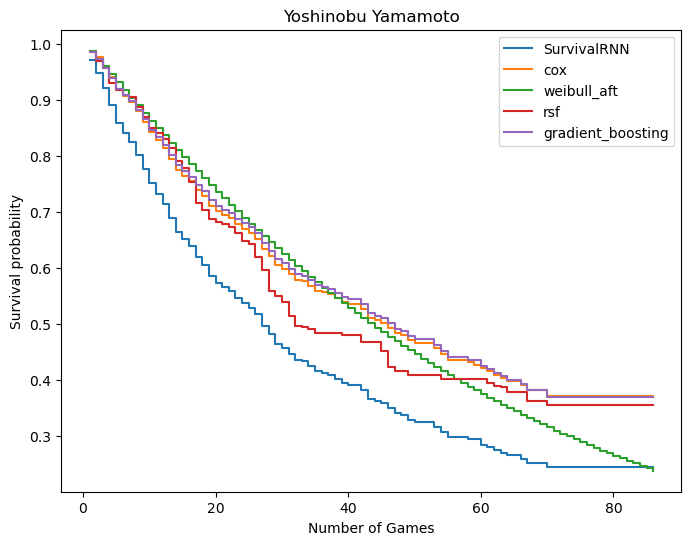 Yoshinobu Yamamoto
SurvivalRNN
cox
weibull_aft
rsf
gradient_boosting
Survival probability
1.0
0.9
0.8
0.7
0.6
0.5
0.4
0.3
0 20 40 60 80
Number of Games